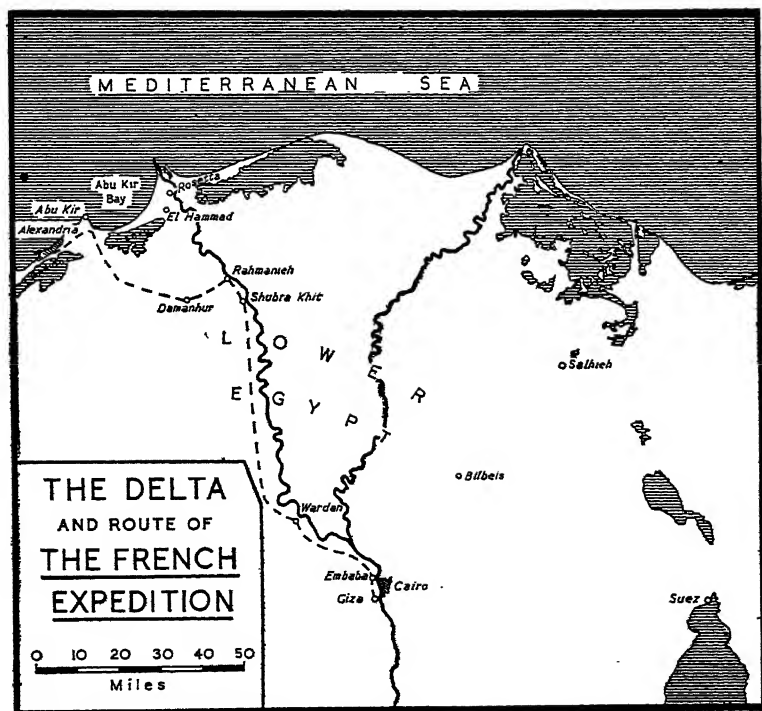 MEDITERRANEAN SEA
Abu Kir
Bay
Rosetta
Abu Kir
El Hammad
Alexandria
Rahmanieh
Damanhur
Shubra Khit
LOWER
EGYPT
Salhieh
Bilbeis
Wardan
Embaba
Cairo
Giza
Suez
THE DELTA
AND ROUTE OF
THE FRENCH
EXPEDITION
0 10 20 30 40 50
Miles